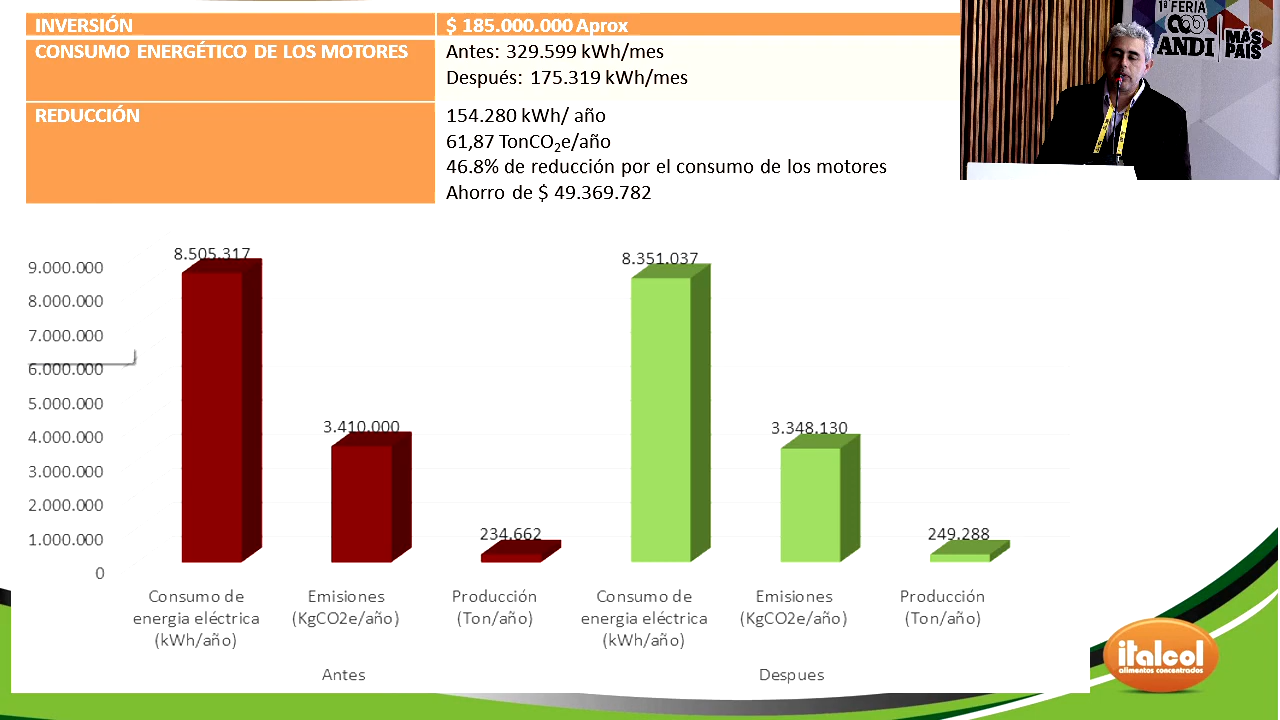 INVERSIÓN
$ 185.000.000 Aprox
CONSUMO ENERGÉTICO DE LOS MOTORES
Antes: 329.599 kWh/mes
Después: 175.319 kWh/mes
REDUCCIÓN
154.280 kWh/ año
61,87 TonCO₂e/año
46.8% de reducción por el consumo de los motores
Ahorro de $ 49.369.782
1ª FERIA
ANDI
MÁS
PAÍS
9.000.000
8.000.000
7.000.000
6.000.000
5.000.000
4.000.000
3.000.000
2.000.000
1.000.000
0
8.505.317
3.410.000
234.662
8.351.037
3.348.130
249.288
Consumo de
energia eléctrica
(kWh/año)
Emisiones
(KgCO2e/año)
Producción
(Ton/año)
Consumo de
energia eléctrica
(kWh/año)
Emisiones
(KgCO2e/año)
Producción
(Ton/año)
Antes
Despues
italcol
alimentos concentrados